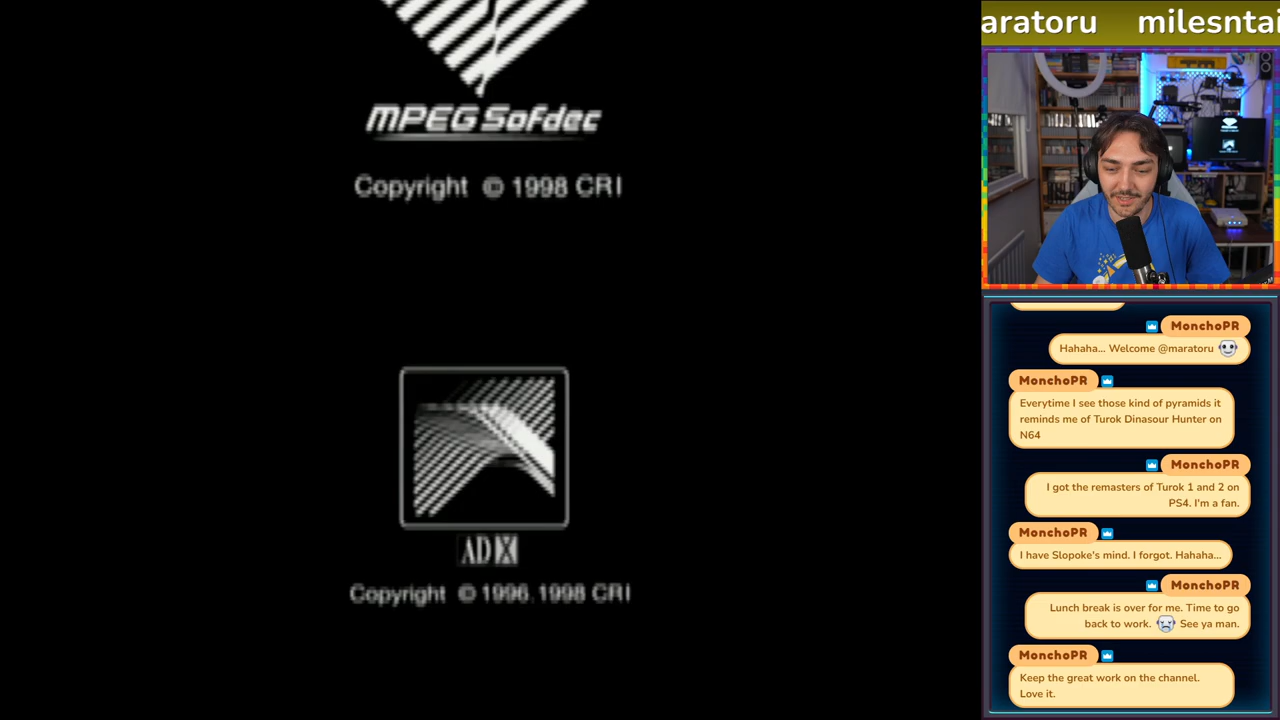 aratoru milesntai
MPEG Sofdec
Copyright © 1998 CRI
ADX
Copyright © 1996, 1998 CRI
MonchoPR
Hahaha... Welcome @maratoru
MonchoPR
Everytime I see those kind of pyramids it
reminds me of Turok Dinasour Hunter on
N64
MonchoPR
I got the remasters of Turok 1 and 2 on
PS4. I'm a fan.
MonchoPR
I have Slopoke's mind. I forgot. Hahaha...
MonchoPR
Lunch break is over for me. Time to go
back to work. See ya man.
MonchoPR
Keep the great work on the channel.
Love it.